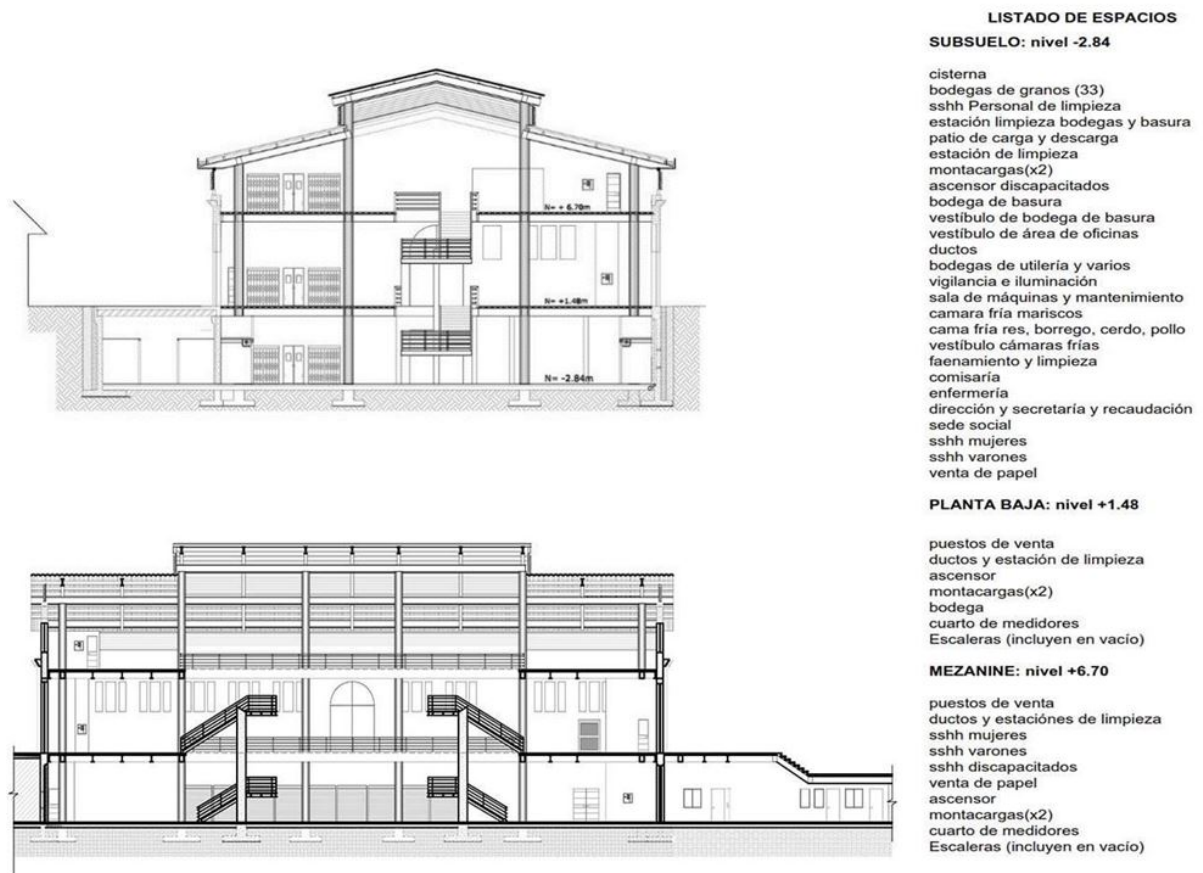 LISTADO DE ESPACIOS
SUBSUELO: nivel -2.84
cisterna
bodegas de granos (33)
sshh Personal de limpieza
estación limpieza bodegas y basura
patio de carga y descarga
estación de limpieza
montacargas(x2)
ascensor discapacitados
bodega de basura
vestíbulo de bodega de basura
vestíbulo de área de oficinas
ductos
bodegas de utilería y varios
vigilancia e iluminación
sala de máquinas y mantenimiento
camara fría mariscos
cama fría res, borrego, cerdo, pollo
vestíbulo cámaras frías
faenamiento y limpieza
comisaría
enfermería
dirección y secretaría y recaudación
sede social
sshh mujeres
sshh varones
venta de papel
PLANTA BAJA: nivel +1.48
puestos de venta
ductos y estación de limpieza
ascensor
montacargas(x2)
bodega
cuarto de medidores
Escaleras (incluyen en vacío)
MEZANINE: nivel +6.70
puestos de venta
ductos y estaciónes de limpieza
sshh mujeres
sshh varones
sshh discapacitados
venta de papel
ascensor
montacargas(x2)
cuarto de medidores
Escaleras (incluyen en vacío)
N= + 6.70m
N= +1.48m
N= -2.84m